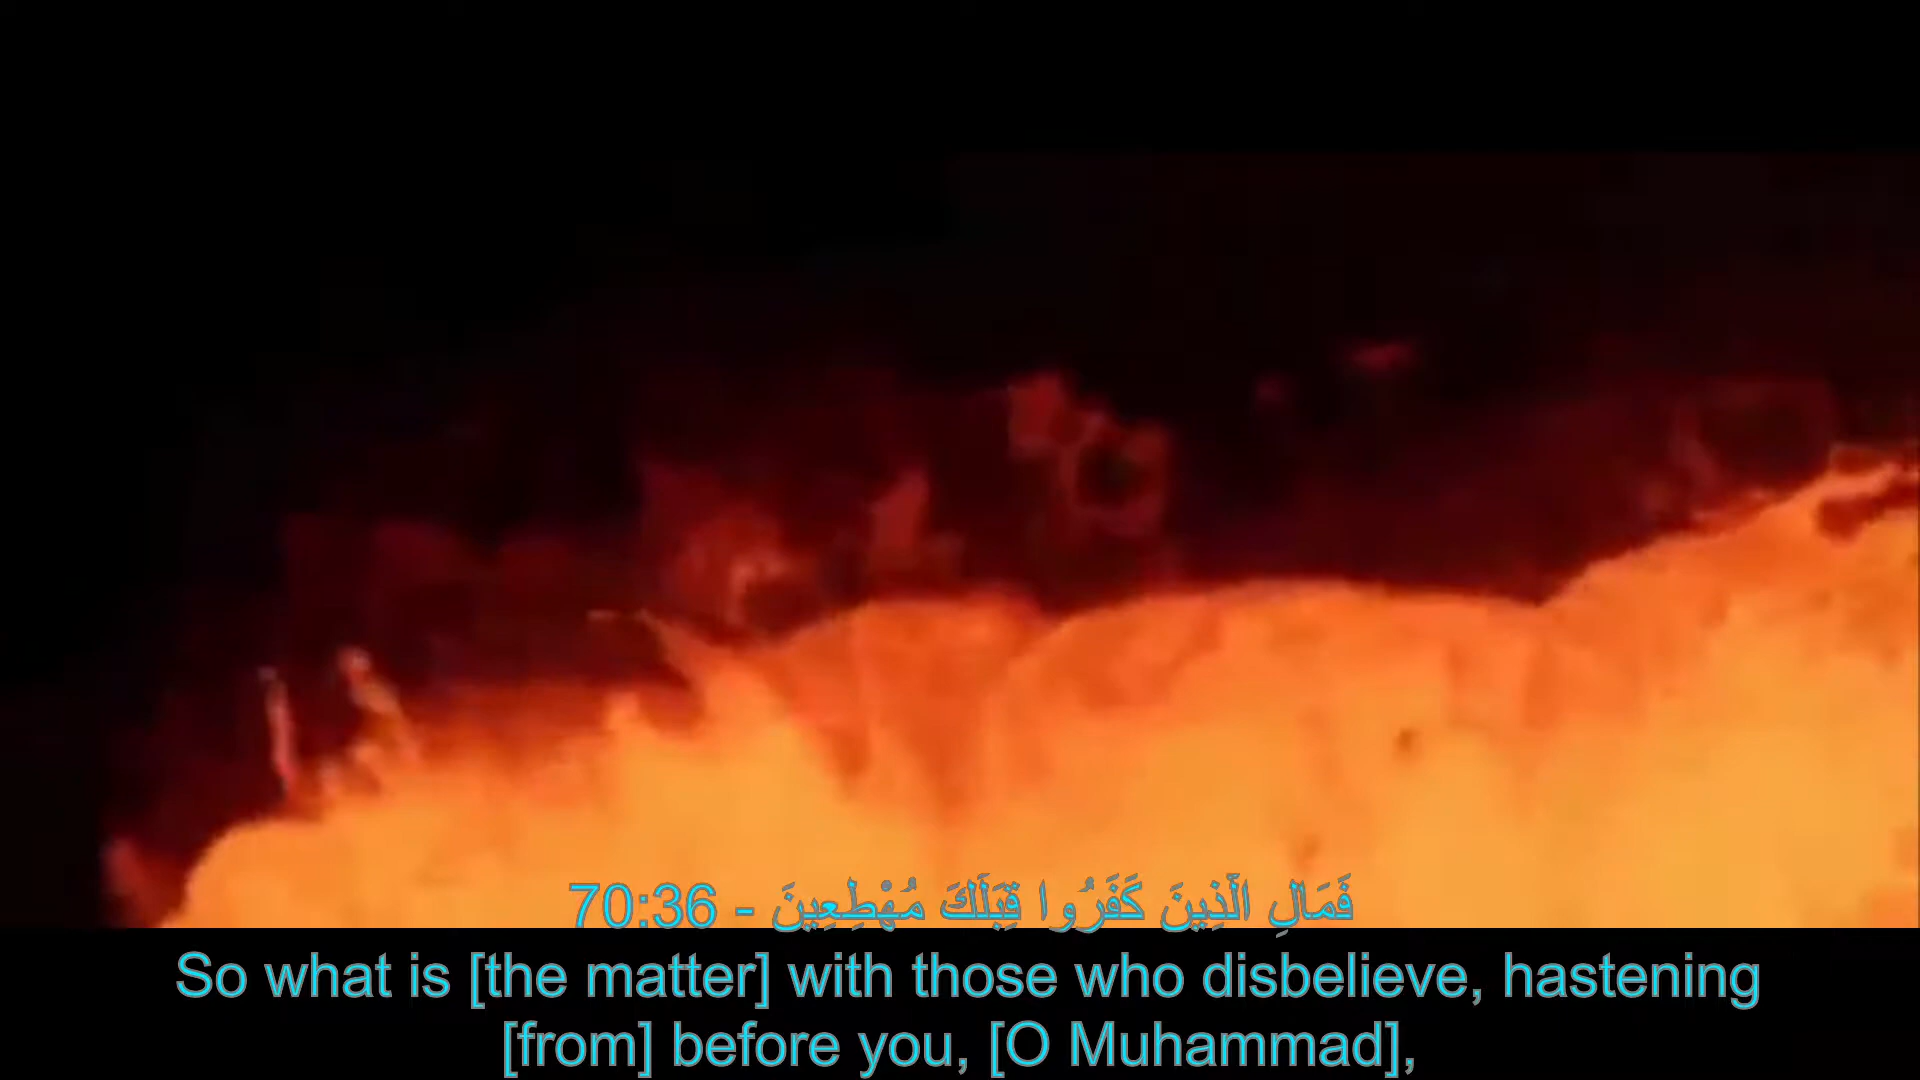 فَمَالِ الَّذِينَ كَفَرُوا قِبَلَكَ مُهْطِعِينَ - 70:36
So what is [the matter] with those who disbelieve, hastening
[from] before you, [O Muhammad],